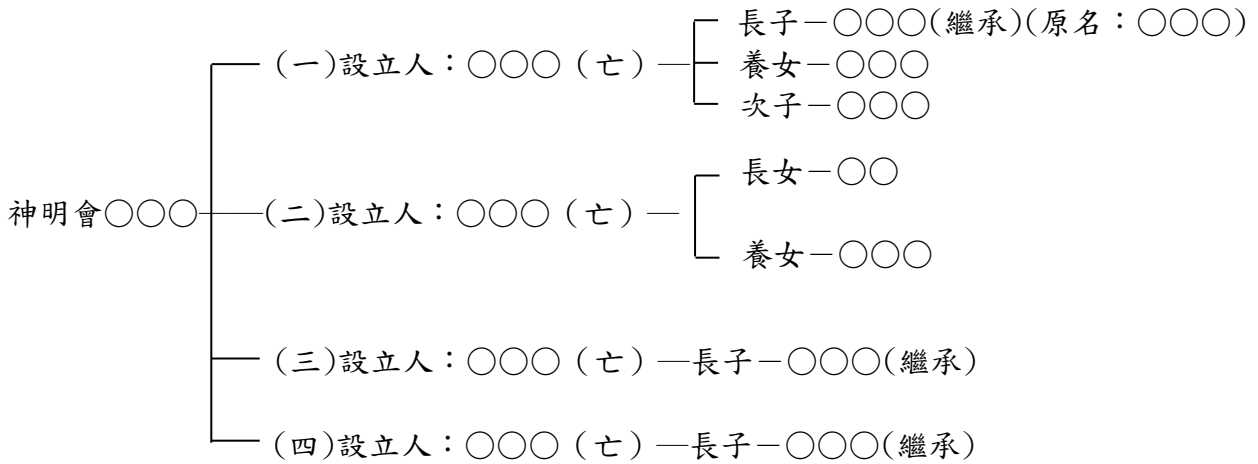 長子－○○○(繼承)(原名：○○○)
(一)設立人：○○○（亡）
養女－○○○
次子－○○○
長女－○○
神明會○○○
(二)設立人：○○○（亡）
養女－○○○
(三)設立人：○○○（亡）—長子－○○○(繼承)
(四)設立人：○○○（亡）—長子－○○○(繼承)